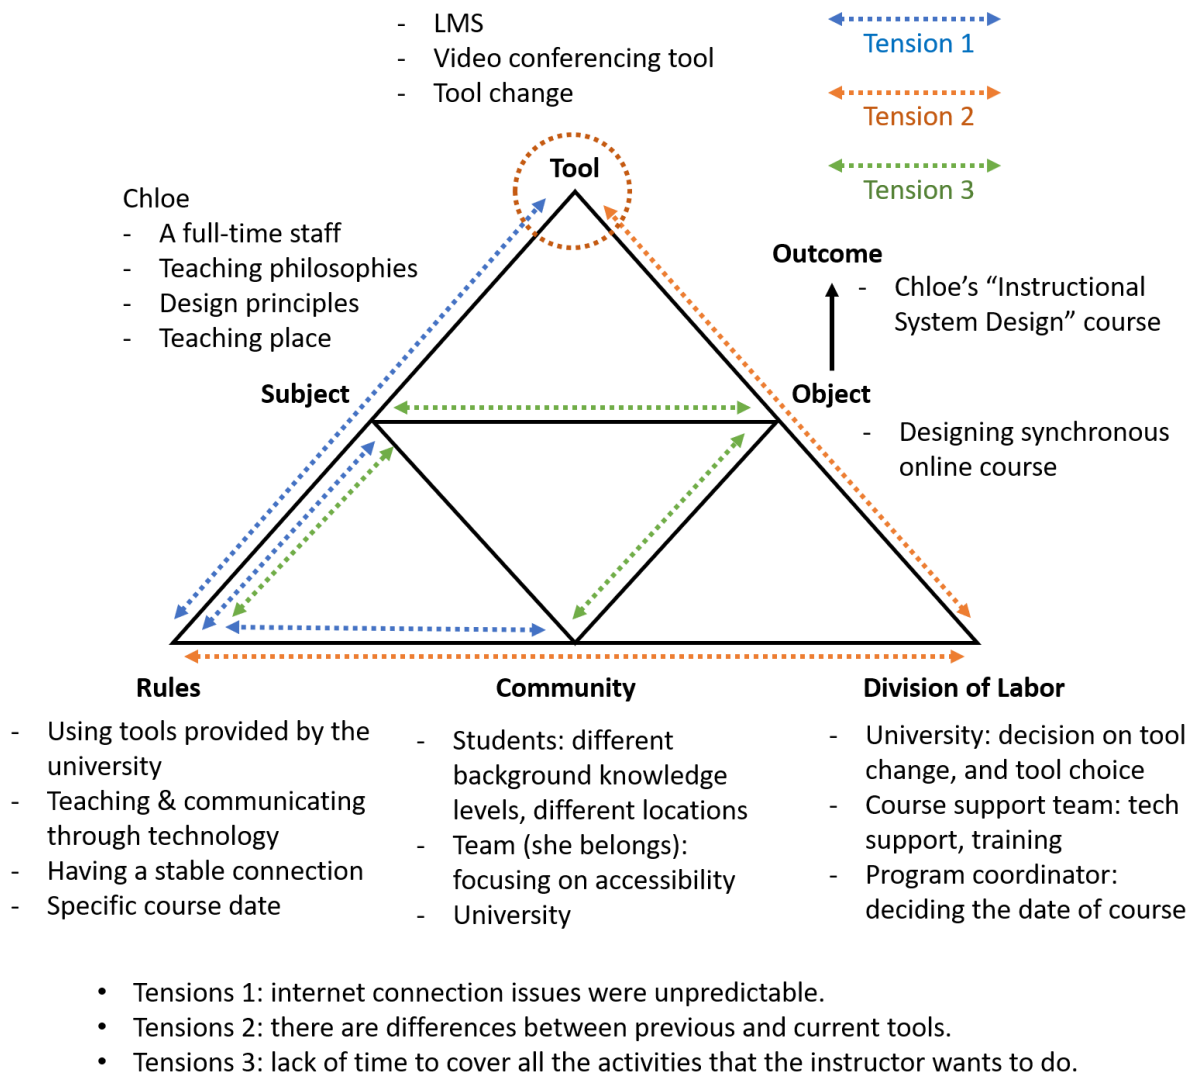 - LMS
- Video conferencing tool
- Tool change
Tension 1
Tension 2
Tension 3
Tool
Chloe
- A full-time staff
- Teaching philosophies
- Design principles
- Teaching place
Outcome
- Chloe’s “Instructional
System Design” course
Subject
Object
- Designing synchronous
online course
Rules
- Using tools provided by the
university
- Teaching & communicating
through technology
- Having a stable connection
- Specific course date
Community
- Students: different
background knowledge
levels, different locations
- Team (she belongs):
focusing on accessibility
- University
Division of Labor
- University: decision on tool
change, and tool choice
- Course support team: tech
support, training
- Program coordinator:
deciding the date of course
• Tensions 1: internet connection issues were unpredictable.
• Tensions 2: there are differences between previous and current tools.
• Tensions 3: lack of time to cover all the activities that the instructor wants to do.